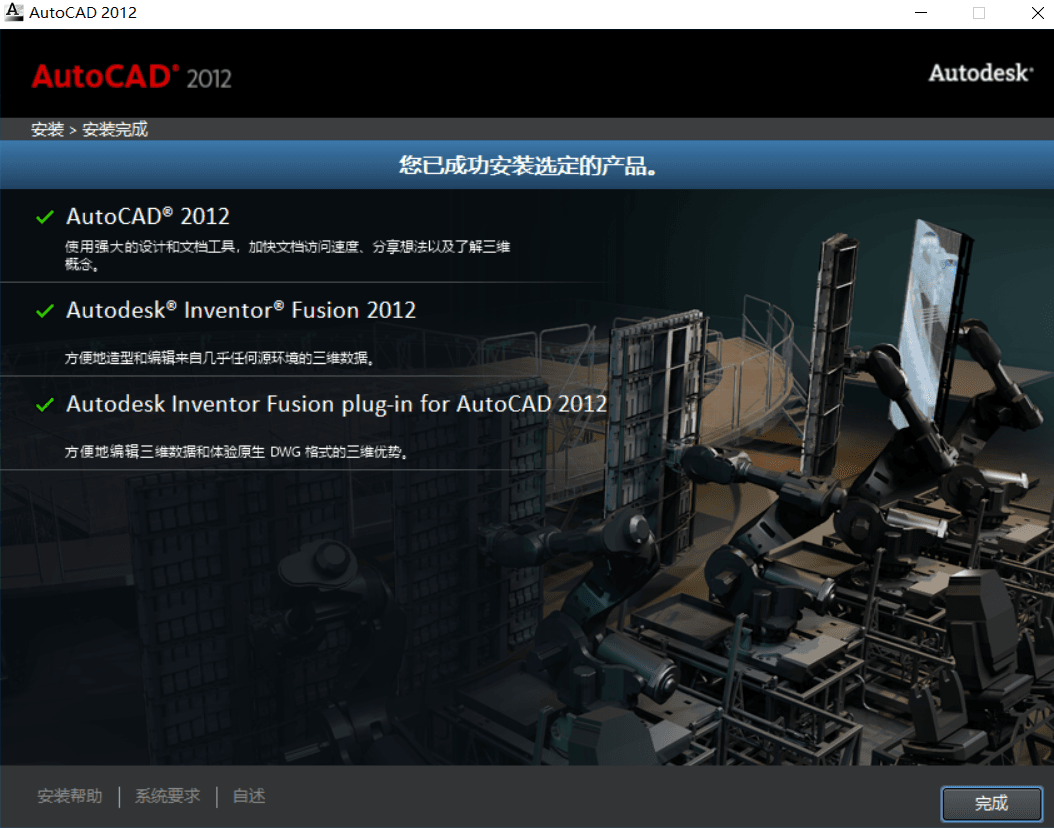 AutoCAD 2012
AutoCAD® 2012
Autodesk®
安装 > 安装完成
您已成功安装选定的产品。
AutoCAD® 2012
使用强大的设计和文档工具，加快文档访问速度、分享想法以及了解三维
概念。
Autodesk® Inventor® Fusion 2012
方便地造型和编辑来自几乎任何源环境的三维数据。
Autodesk Inventor Fusion plug-in for AutoCAD 2012
方便地编辑三维数据和体验原生 DWG 格式的三维优势。
安装帮助 | 系统要求 | 自述
完成